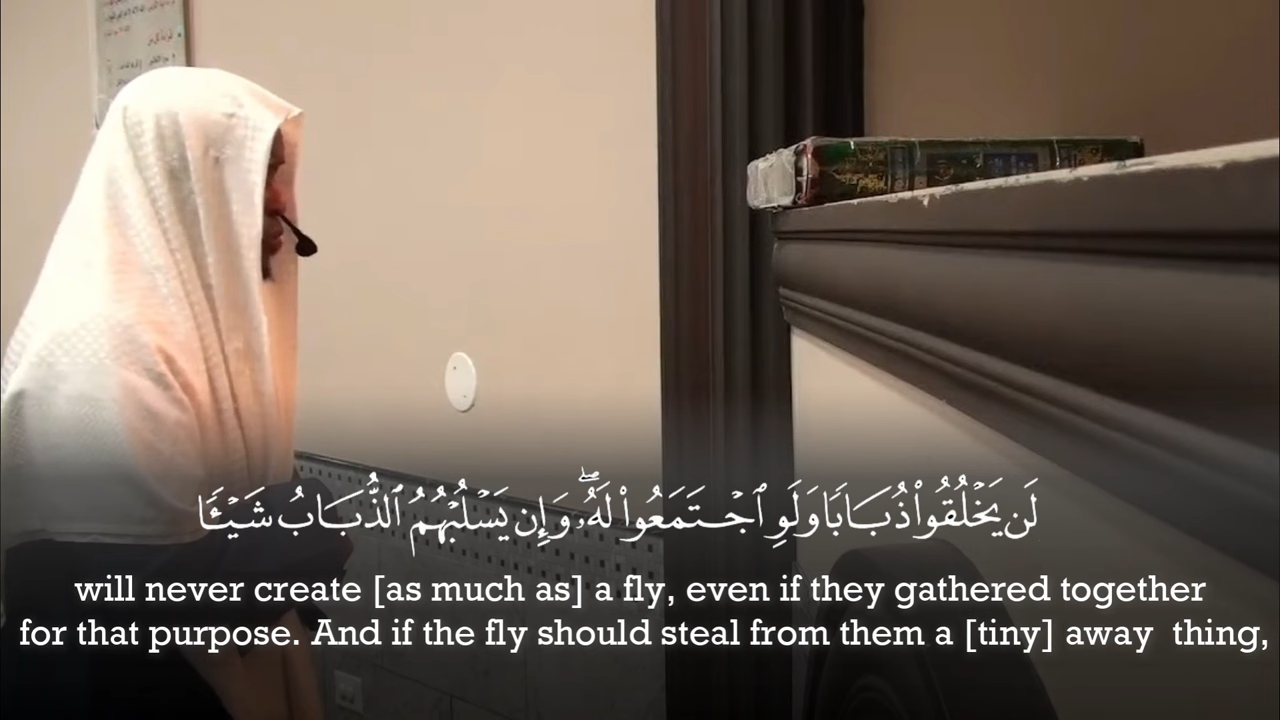 لَن يَخْلُقُوا۟ ذُبَابًا وَلَوِ ٱجْتَمَعُوا۟ لَهُۥ ۖ وَإِن يَسْلُبْهُمُ ٱلذُّبَابُ شَيْـًٔا
will never create [as much as] a fly, even if they gathered together
for that purpose. And if the fly should steal from them a [tiny] away thing,